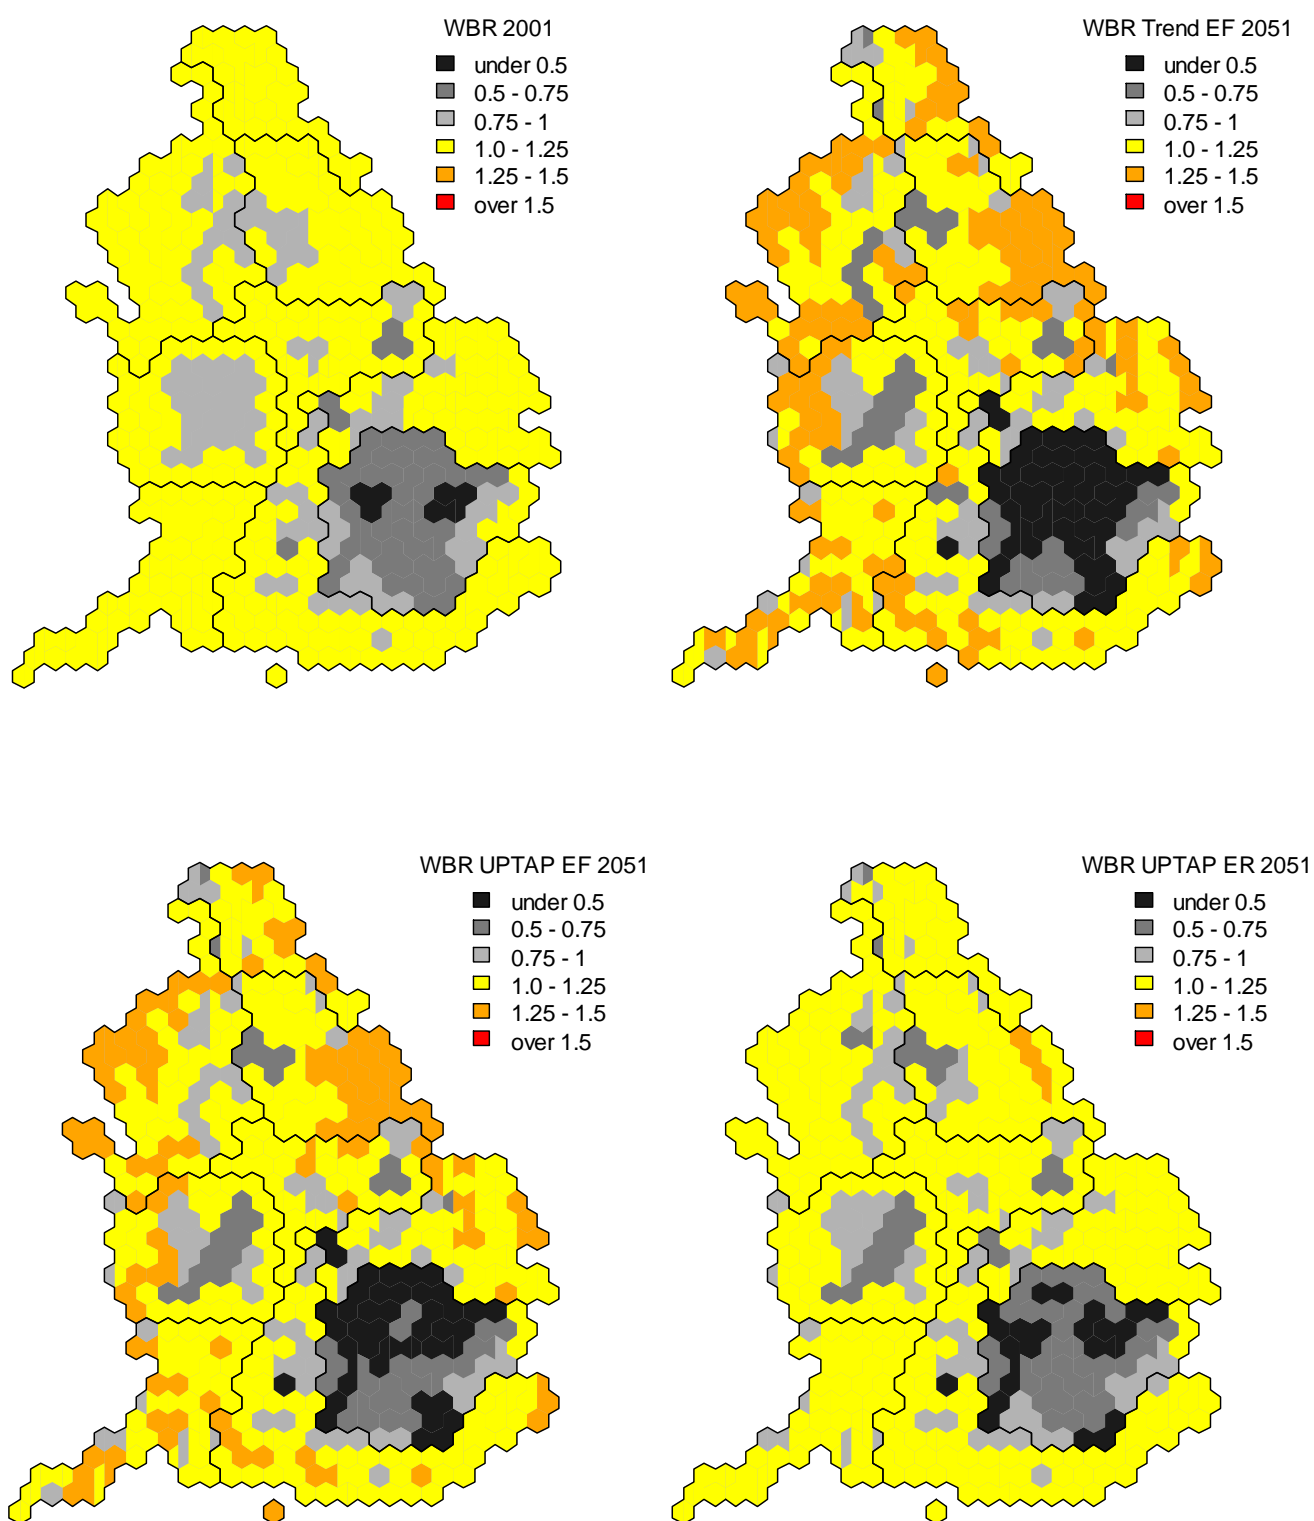 WBR 2001
under 0.5
0.5 - 0.75
0.75 - 1
1.0 - 1.25
1.25 - 1.5
over 1.5
WBR Trend EF 2051
under 0.5
0.5 - 0.75
0.75 - 1
1.0 - 1.25
1.25 - 1.5
over 1.5
WBR UPTAP EF 2051
under 0.5
0.5 - 0.75
0.75 - 1
1.0 - 1.25
1.25 - 1.5
over 1.5
WBR UPTAP ER 2051
under 0.5
0.5 - 0.75
0.75 - 1
1.0 - 1.25
1.25 - 1.5
over 1.5